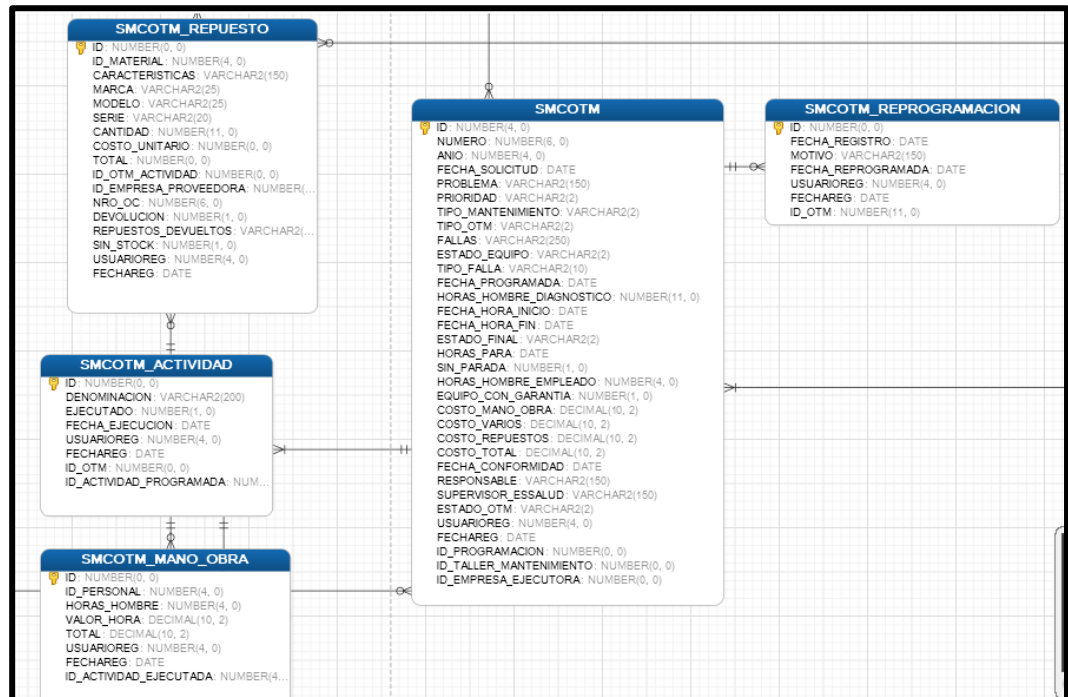 SMCOTM_REPUESTO
ID: NUMBER(0, 0)
ID_MATERIAL: NUMBER(4, 0)
CARACTERISTICAS: VARCHAR2(150)
MARCA: VARCHAR2(25)
MODELO: VARCHAR2(25)
SERIE: VARCHAR2(20)
CANTIDAD: NUMBER(11, 0)
COSTO_UNITARIO: NUMBER(0, 0)
TOTAL: NUMBER(0, 0)
ID_OTM_ACTIVIDAD: NUMBER(0, 0)
ID_EMPRESA_PROVEEDORA: NUMBER(...
NRO_OC: NUMBER(6, 0)
DEVOLUCION: NUMBER(1, 0)
REPUESTOS_DEVUELTOS: VARCHAR2(...
SIN_STOCK: NUMBER(1, 0)
USUARIOREG: NUMBER(4, 0)
FECHAREG: DATE
SMCOTM_ACTIVIDAD
ID: NUMBER(0, 0)
DENOMINACION: VARCHAR2(200)
EJECUTADO: NUMBER(1, 0)
FECHA_EJECUCION: DATE
USUARIOREG: NUMBER(4, 0)
FECHAREG: DATE
ID_OTM: NUMBER(0, 0)
ID_ACTIVIDAD_PROGRAMADA: NUM...
SMCOTM_MANO_OBRA
ID: NUMBER(0, 0)
ID_PERSONAL: NUMBER(4, 0)
HORAS_HOMBRE: NUMBER(4, 0)
VALOR_HORA: DECIMAL(10, 2)
TOTAL: DECIMAL(10, 2)
USUARIOREG: NUMBER(4, 0)
FECHAREG: DATE
ID_ACTIVIDAD_EJECUTADA: NUMBER(4...
SMCOTM
ID: NUMBER(4, 0)
NUMERO: NUMBER(6, 0)
ANIO: NUMBER(4, 0)
FECHA_SOLICITUD: DATE
PROBLEMA: VARCHAR2(150)
PRIORIDAD: VARCHAR2(2)
TIPO_MANTENIMIENTO: VARCHAR2(2)
TIPO_OTM: VARCHAR2(2)
FALLAS: VARCHAR2(250)
ESTADO_EQUIPO: VARCHAR2(2)
TIPO_FALLA: VARCHAR2(10)
FECHA_PROGRAMADA: DATE
HORAS_HOMBRE_DIAGNOSTICO: NUMBER(11, 0)
FECHA_HORA_INICIO: DATE
FECHA_HORA_FIN: DATE
ESTADO_FINAL: VARCHAR2(2)
HORAS_PARA: DATE
SIN_PARADA: NUMBER(1, 0)
HORAS_HOMBRE_EMPLEADO: NUMBER(4, 0)
EQUIPO_CON_GARANTIA: NUMBER(1, 0)
COSTO_MANO_OBRA: DECIMAL(10, 2)
COSTO_VARIOS: DECIMAL(10, 2)
COSTO_REPUESTOS: DECIMAL(10, 2)
COSTO_TOTAL: DECIMAL(10, 2)
FECHA_CONFORMIDAD: DATE
RESPONSABLE: VARCHAR2(150)
SUPERVISOR_ESSALUD: VARCHAR2(150)
ESTADO_OTM: VARCHAR2(2)
USUARIOREG: NUMBER(4, 0)
FECHAREG: DATE
ID_PROGRAMACION: NUMBER(0, 0)
ID_TALLER_MANTENIMIENTO: NUMBER(0, 0)
ID_EMPRESA_EJECUTORA: NUMBER(0, 0)
SMCOTM_REPROGRAMACION
ID: NUMBER(0, 0)
FECHA_REGISTRO: DATE
MOTIVO: VARCHAR2(150)
FECHA_REPROGRAMADA: DATE
USUARIOREG: NUMBER(4, 0)
FECHAREG: DATE
ID_OTM: NUMBER(11, 0)